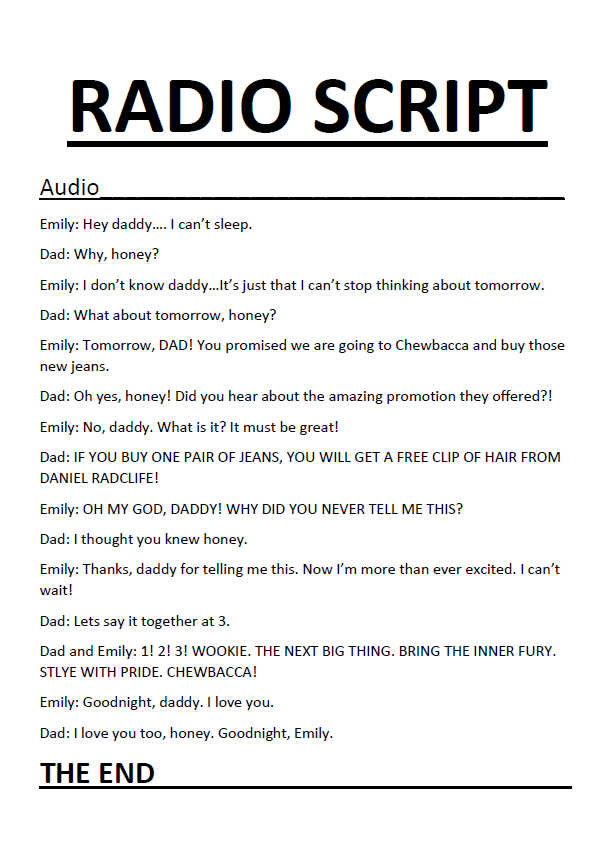 RADIO SCRIPT
Audio
Emily: Hey daddy…. I can’t sleep.
Dad: Why, honey?
Emily: I don’t know daddy…It’s just that I can’t stop thinking about tomorrow.
Dad: What about tomorrow, honey?
Emily: Tomorrow, DAD! You promised we are going to Chewbacca and buy those
new jeans.
Dad: Oh yes, honey! Did you hear about the amazing promotion they offered?!
Emily: No, daddy. What is it? It must be great!
Dad: IF YOU BUY ONE PAIR OF JEANS, YOU WILL GET A FREE CLIP OF HAIR FROM
DANIEL RADCLIFE!
Emily: OH MY GOD, DADDY! WHY DID YOU NEVER TELL ME THIS?
Dad: I thought you knew honey.
Emily: Thanks, daddy for telling me this. Now I’m more than ever excited. I can’t
wait!
Dad: Lets say it together at 3.
Dad and Emily: 1! 2! 3! WOOKIE. THE NEXT BIG THING. BRING THE INNER FURY.
STLYE WITH PRIDE. CHEWBACCA!
Emily: Goodnight, daddy. I love you.
Dad: I love you too, honey. Goodnight, Emily.
THE END